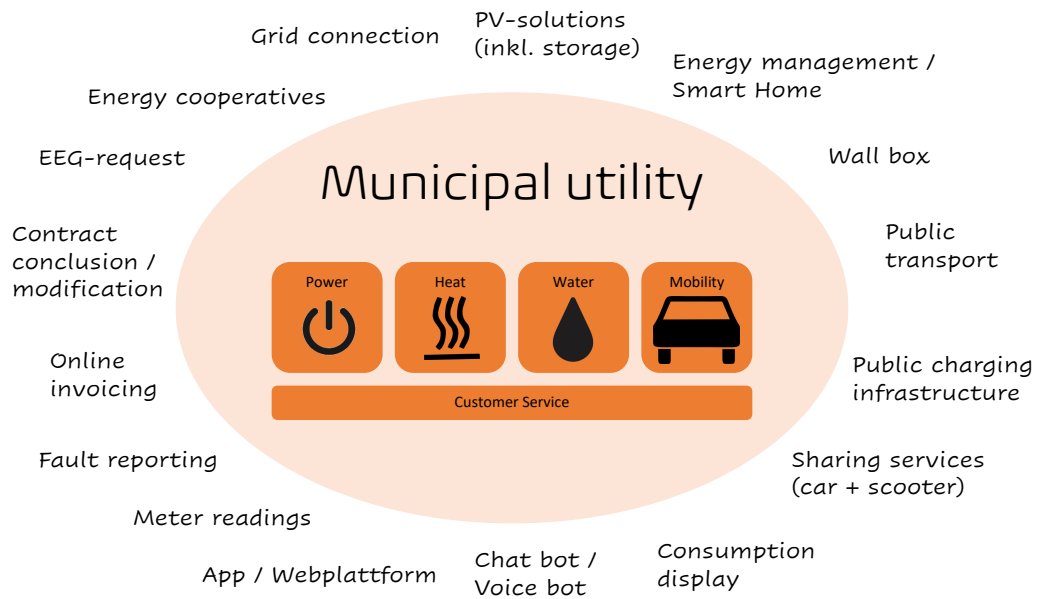 Grid connection
PV-solutions
(inkl. storage)
Energy management /
Smart Home
Energy cooperatives
EEG-request
Wall box
Municipal utility
Contract
conclusion /
modification
Public
transport
Power
Heat
Water
Mobility
Online
invoicing
Public charging
infrastructure
Customer Service
Fault reporting
Sharing services
(car + scooter)
Meter readings
App / Webplattform
Chat bot /
Voice bot
Consumption
display